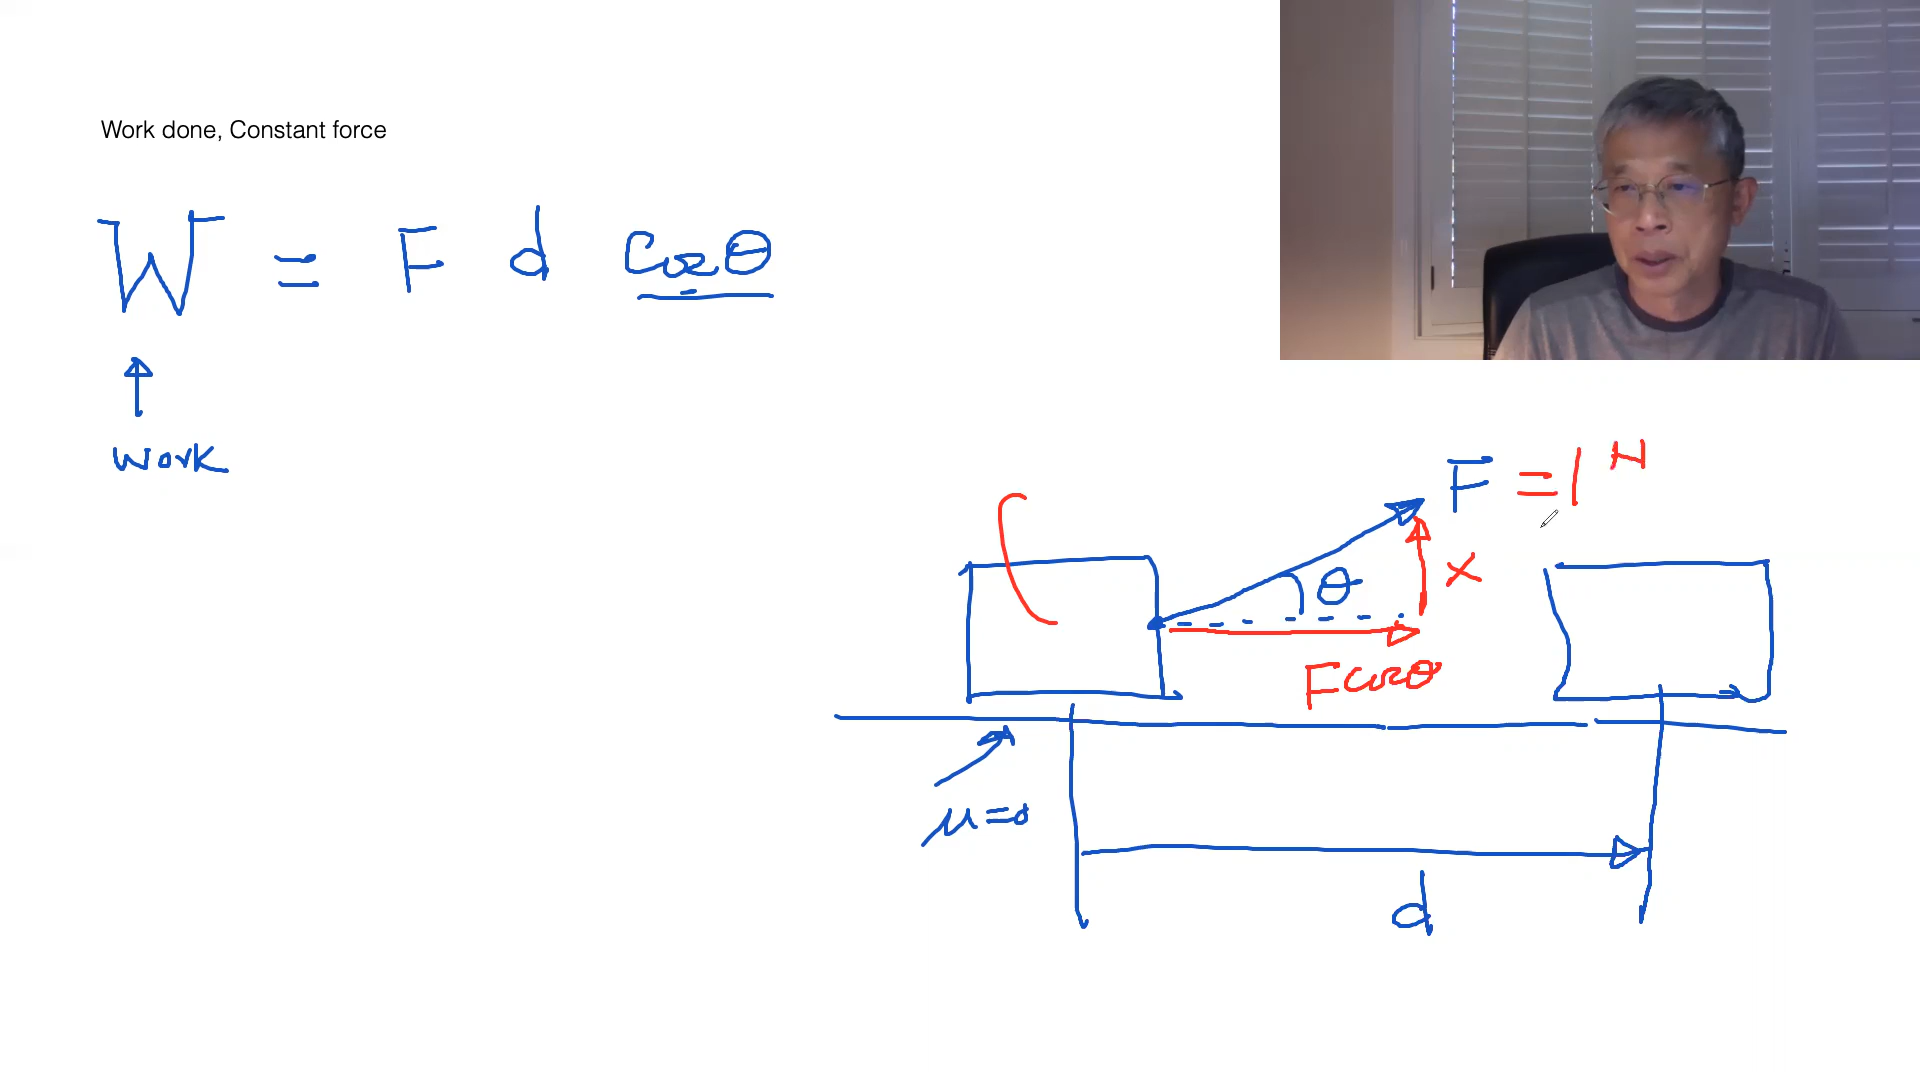 Work done, Constant force
W = F d cosθ
work
F = 1 N
θ
x
F cosθ
μ = 0
d